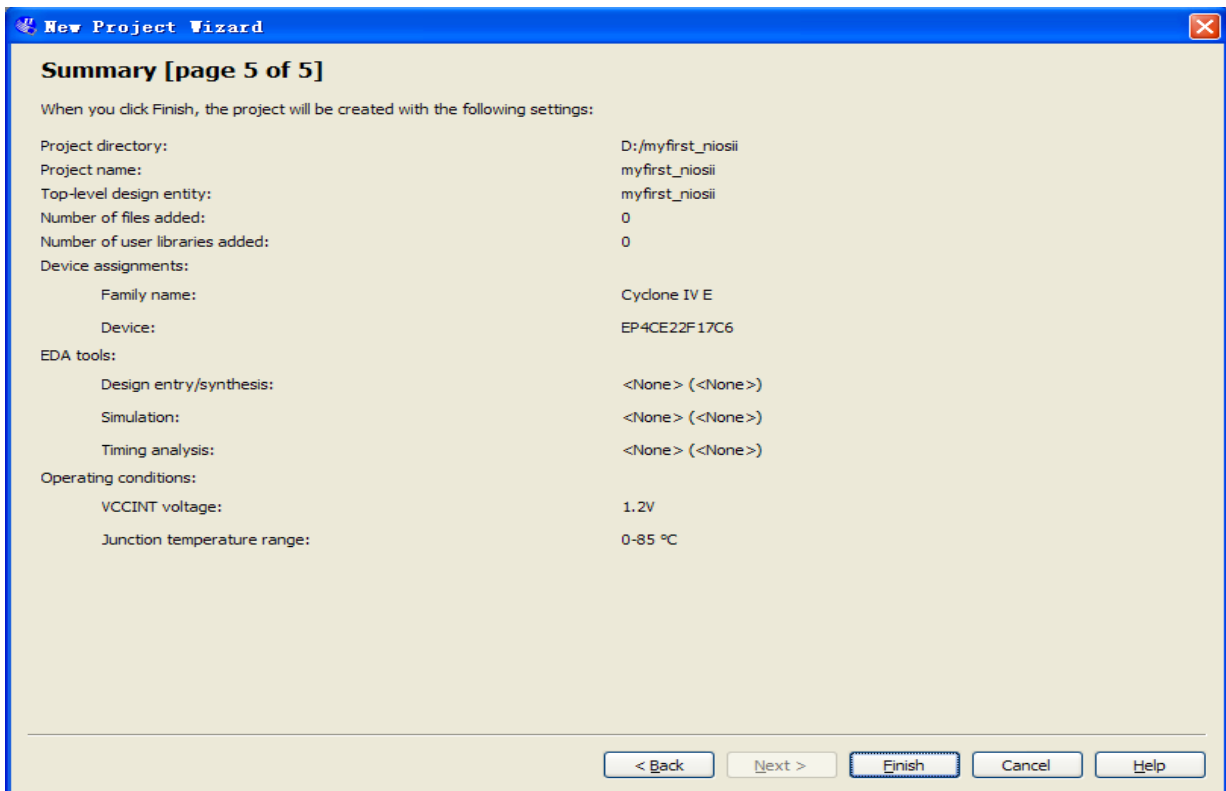 New Project Wizard
Summary [page 5 of 5]
When you click Finish, the project will be created with the following settings:
Project directory: D:/myfirst_niosii
Project name: myfirst_niosii
Top-level design entity: myfirst_niosii
Number of files added: 0
Number of user libraries added: 0
Device assignments:
Family name: Cyclone IV E
Device: EP4CE22F17C6
EDA tools:
Design entry/synthesis: <None> (<None>)
Simulation: <None> (<None>)
Timing analysis: <None> (<None>)
Operating conditions:
VCCINT voltage: 1.2V
Junction temperature range: 0-85 ºC
< Back Next > Finish Cancel Help